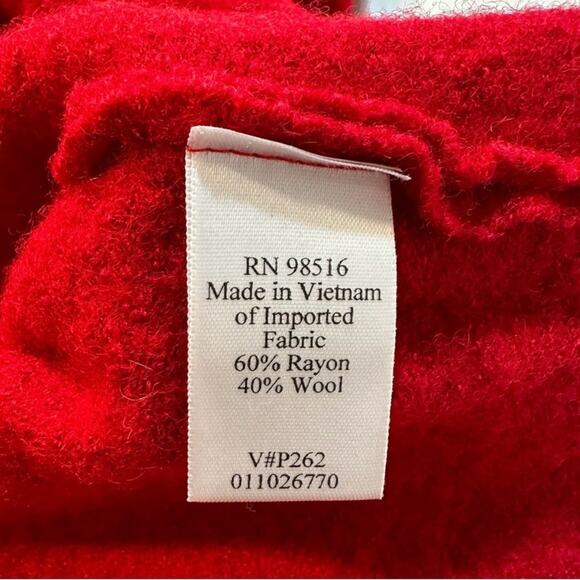 RN 98516
Made in Vietnam
of Imported
Fabric
60% Rayon
40% Wool
V#P262
011026770